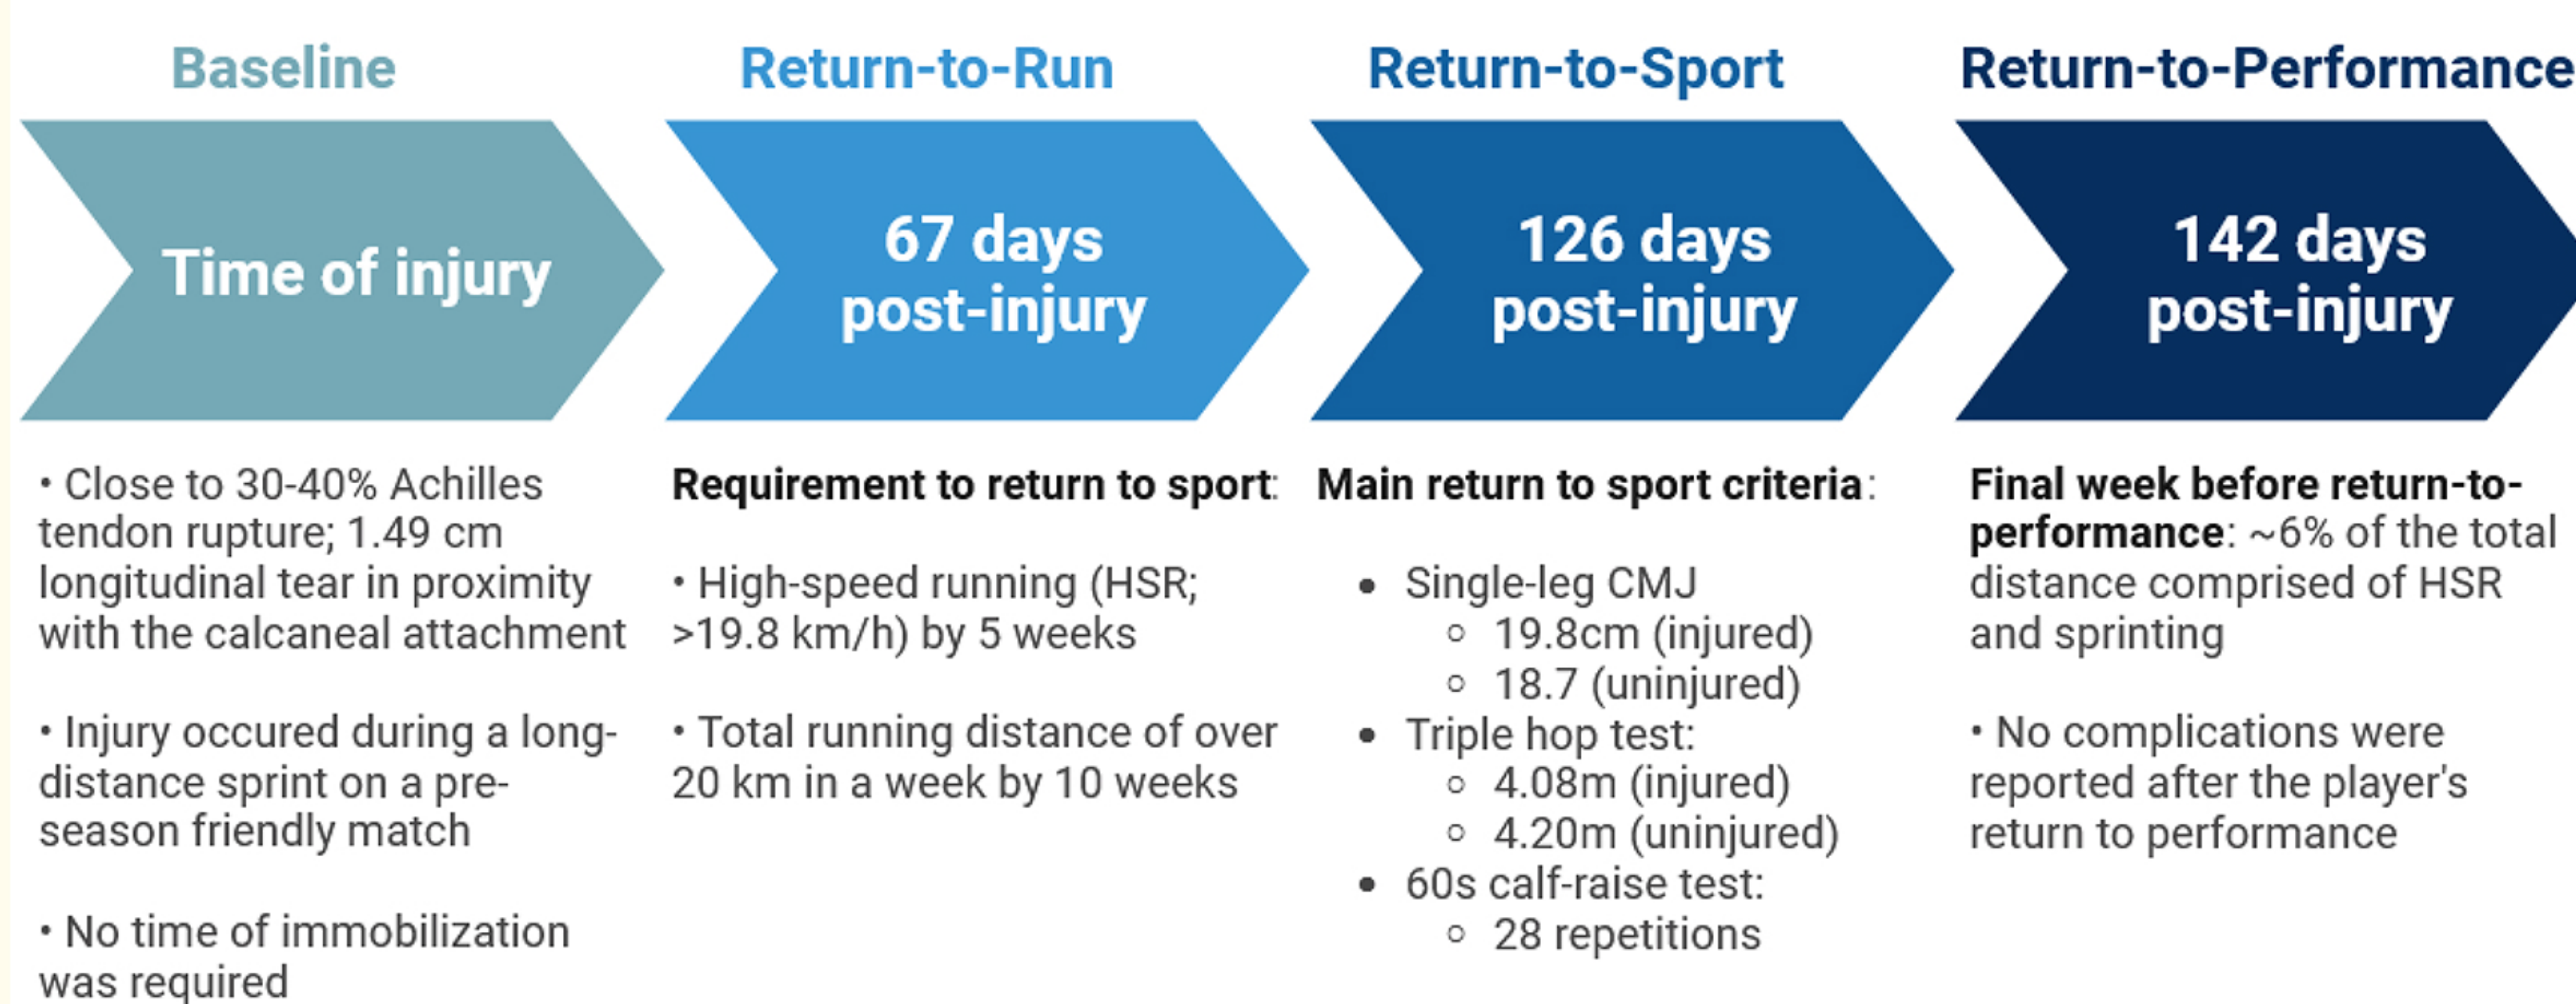 Baseline
Time of injury
• Close to 30-40% Achilles
tendon rupture; 1.49 cm
longitudinal tear in proximity
with the calcaneal attachment
• Injury occured during a long-
distance sprint on a pre-
season friendly match
• No time of immobilization
was required
Return-to-Run
67 days
post-injury
Requirement to return to sport:
• High-speed running (HSR;
>19.8 km/h) by 5 weeks
• Total running distance of over
20 km in a week by 10 weeks
Return-to-Sport
126 days
post-injury
Main return to sport criteria:
• Single-leg CMJ
○ 19.8cm (injured)
○ 18.7 (uninjured)
• Triple hop test:
○ 4.08m (injured)
○ 4.20m (uninjured)
• 60s calf-raise test:
○ 28 repetitions
Return-to-Performance
142 days
post-injury
Final week before return-to-
performance: ~6% of the total
distance comprised of HSR
and sprinting
• No complications were
reported after the player's
return to performance